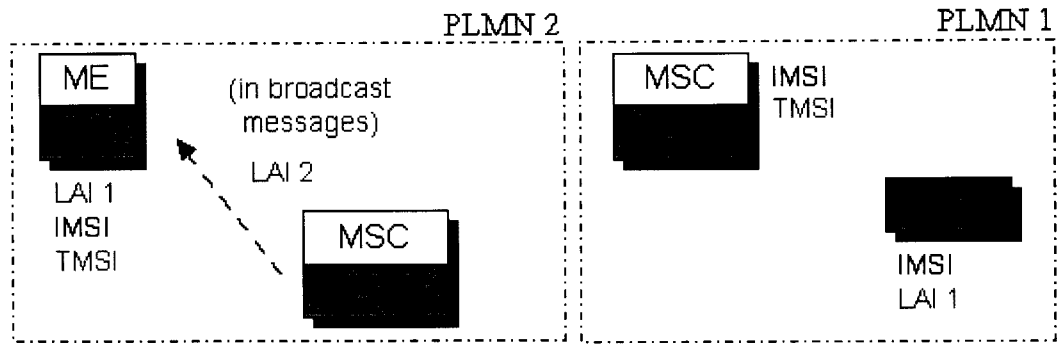 PLMN 2
ME
(in broadcast
messages)
LAI 2
LAI 1
IMSI
TMSI
MSC
PLMN 1
MSC
IMSI
TMSI
IMSI
LAI 1